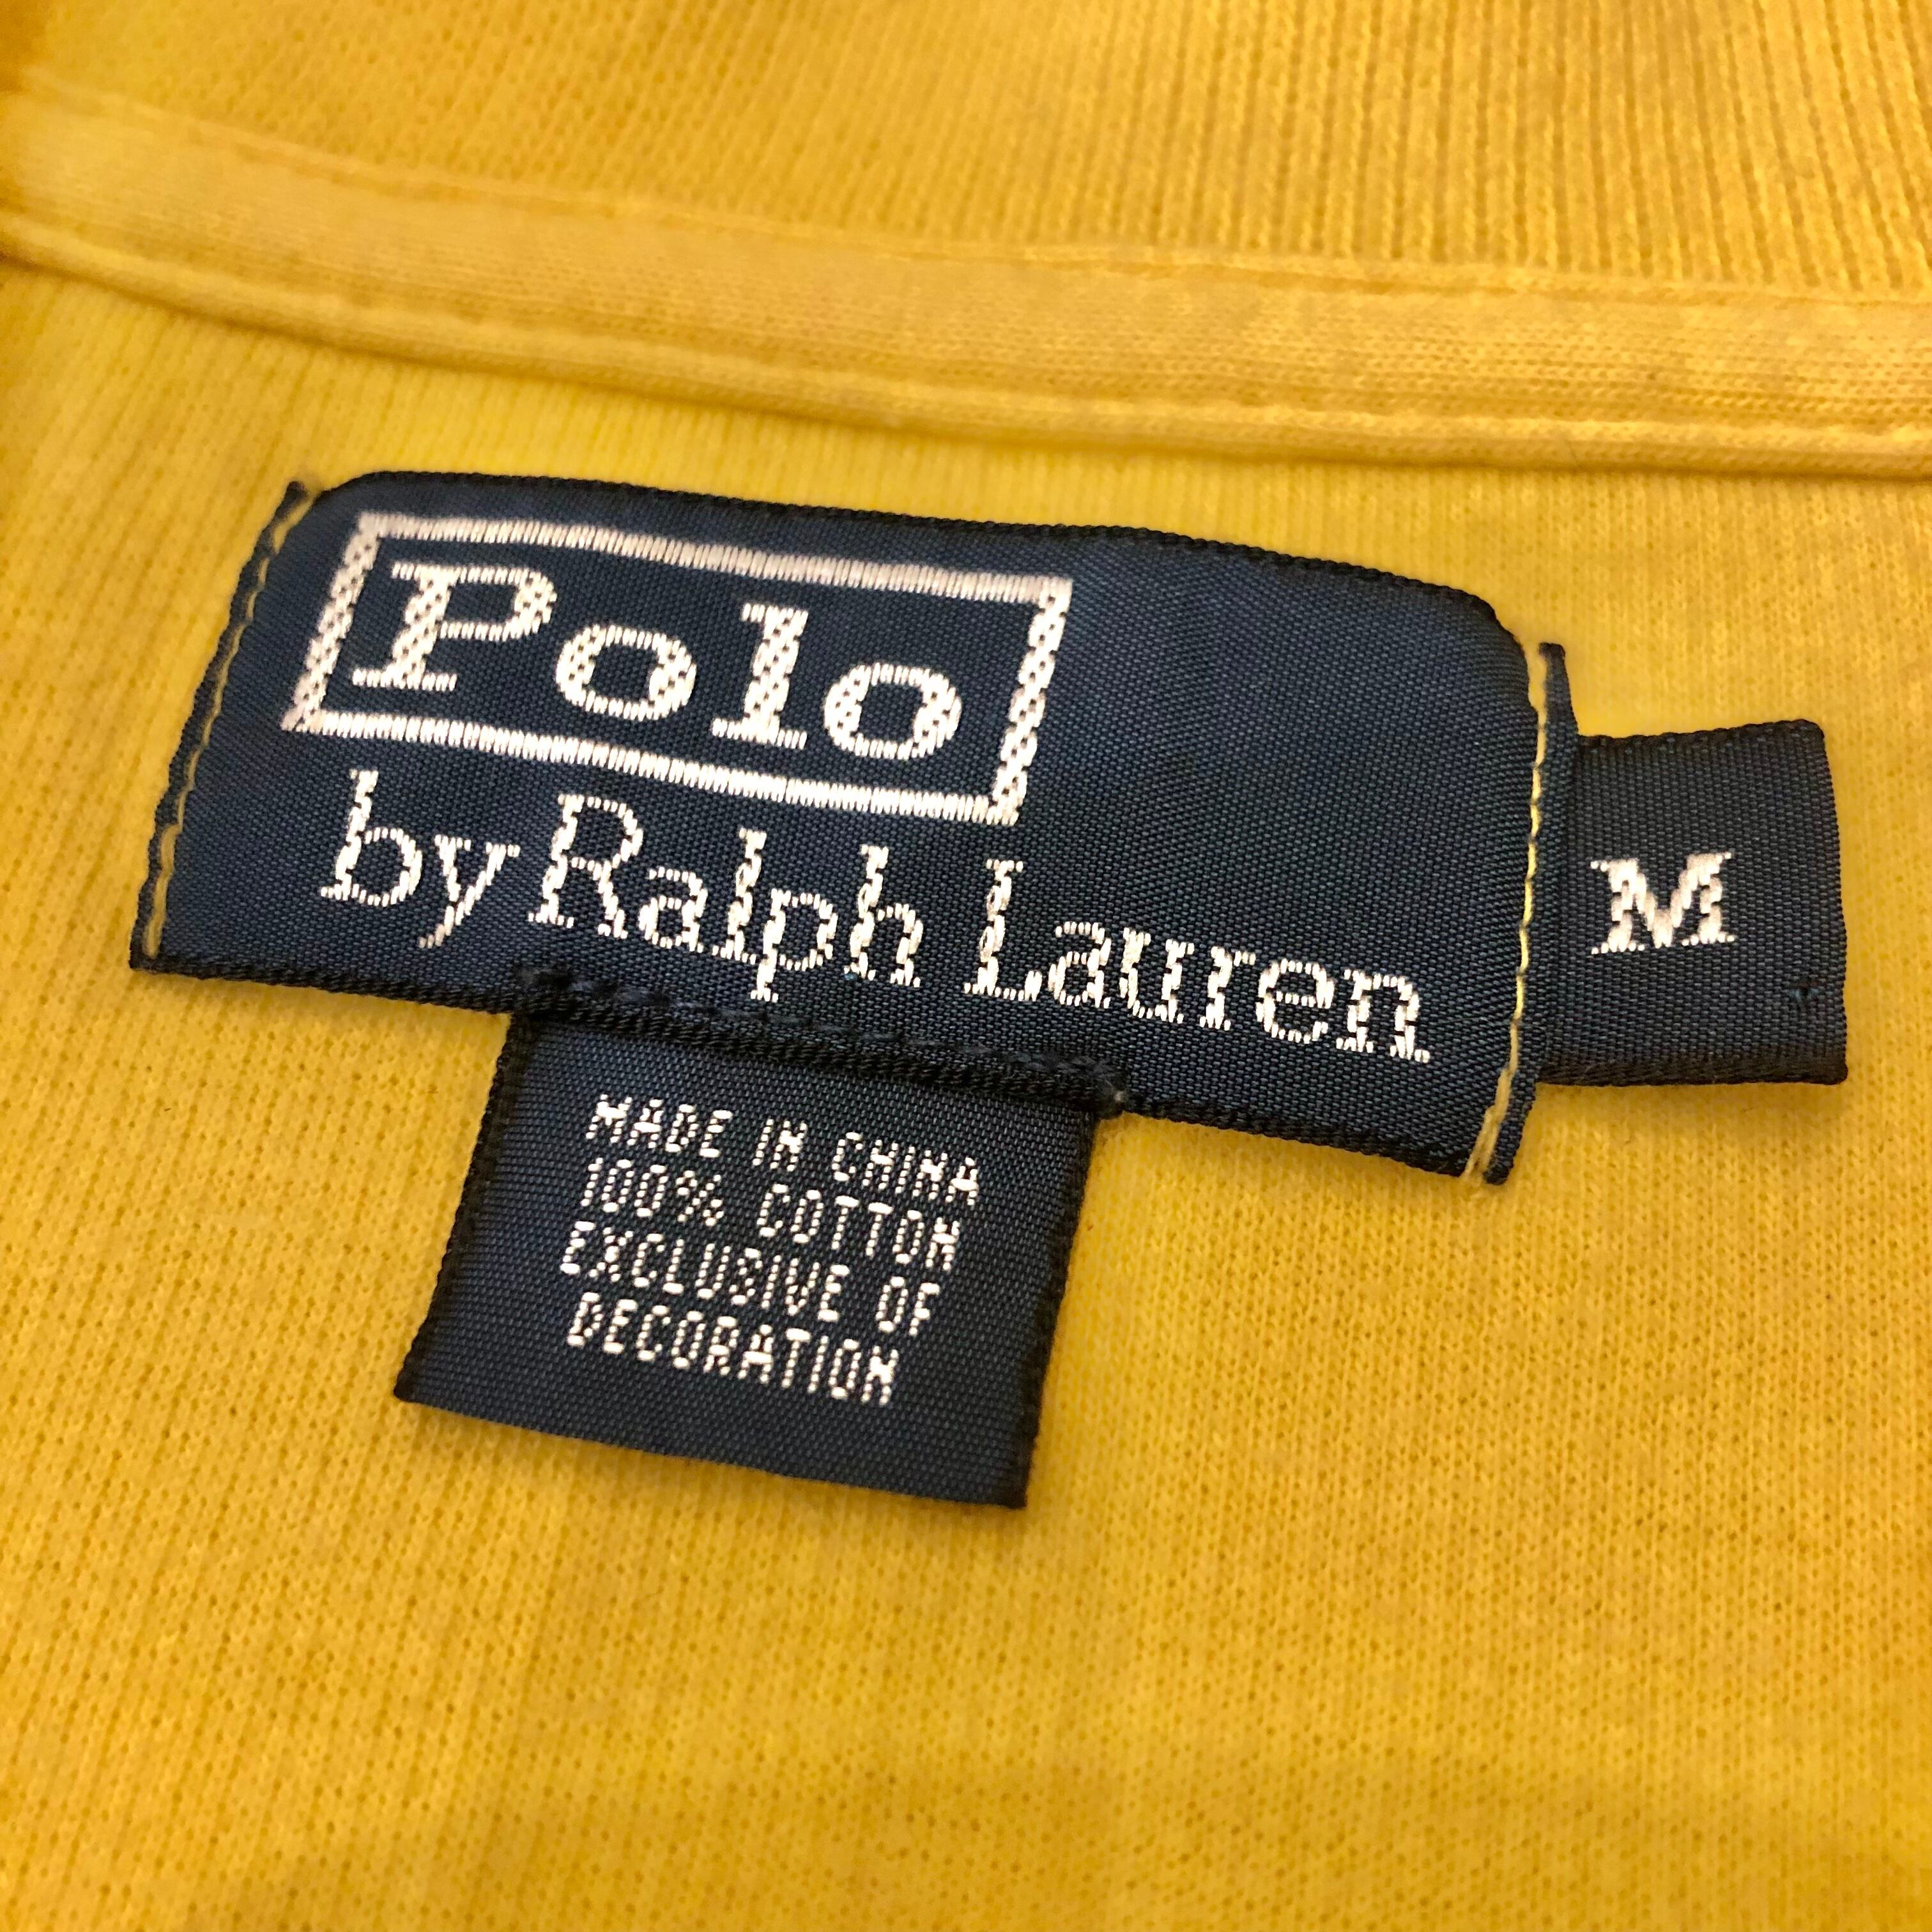 Polo
by Ralph Lauren
M
MADE IN CHINA
100% COTTON
EXCLUSIVE OF
DECORATION